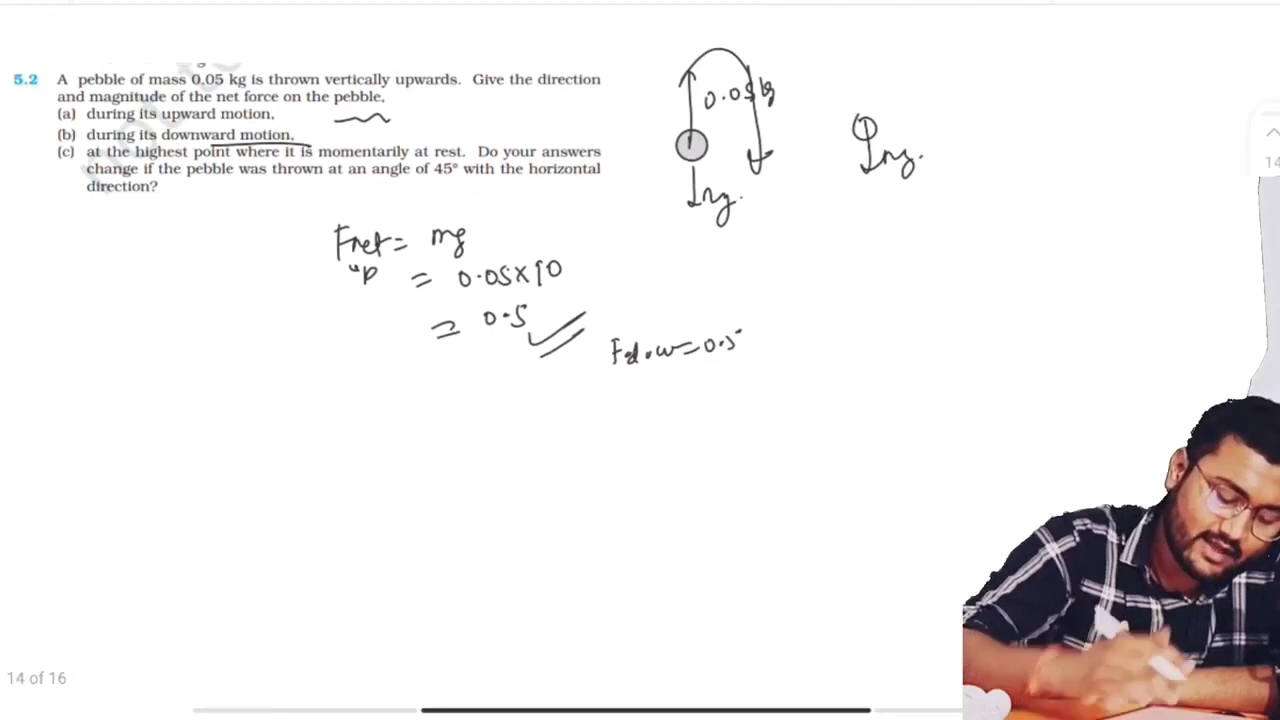 5.2 A pebble of mass 0.05 kg is thrown vertically upwards. Give the direction
and magnitude of the net force on the pebble,
(a) during its upward motion,
(b) during its downward motion,
(c) at the highest point where it is momentarily at rest. Do your answers
change if the pebble was thrown at an angle of 45° with the horizontal
direction?
0.05 kg
mg.
mg.
Fnet = mg
up = 0.05×10
= 0.5
= 0.5
14
14 of 16